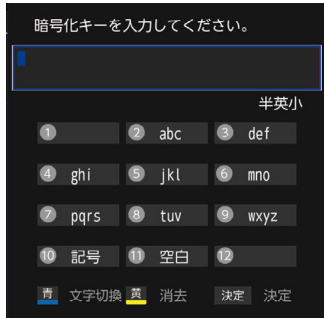 暗号化キーを入力してください。
半英小
① ② abc ③ def
④ ghi ⑤ jkl ⑥ mno
⑦ pqrs ⑧ tuv ⑨ wxyz
⑩ 記号 ⑪ 空白 ⑫
青 文字切換 黄 消去 決定 決定